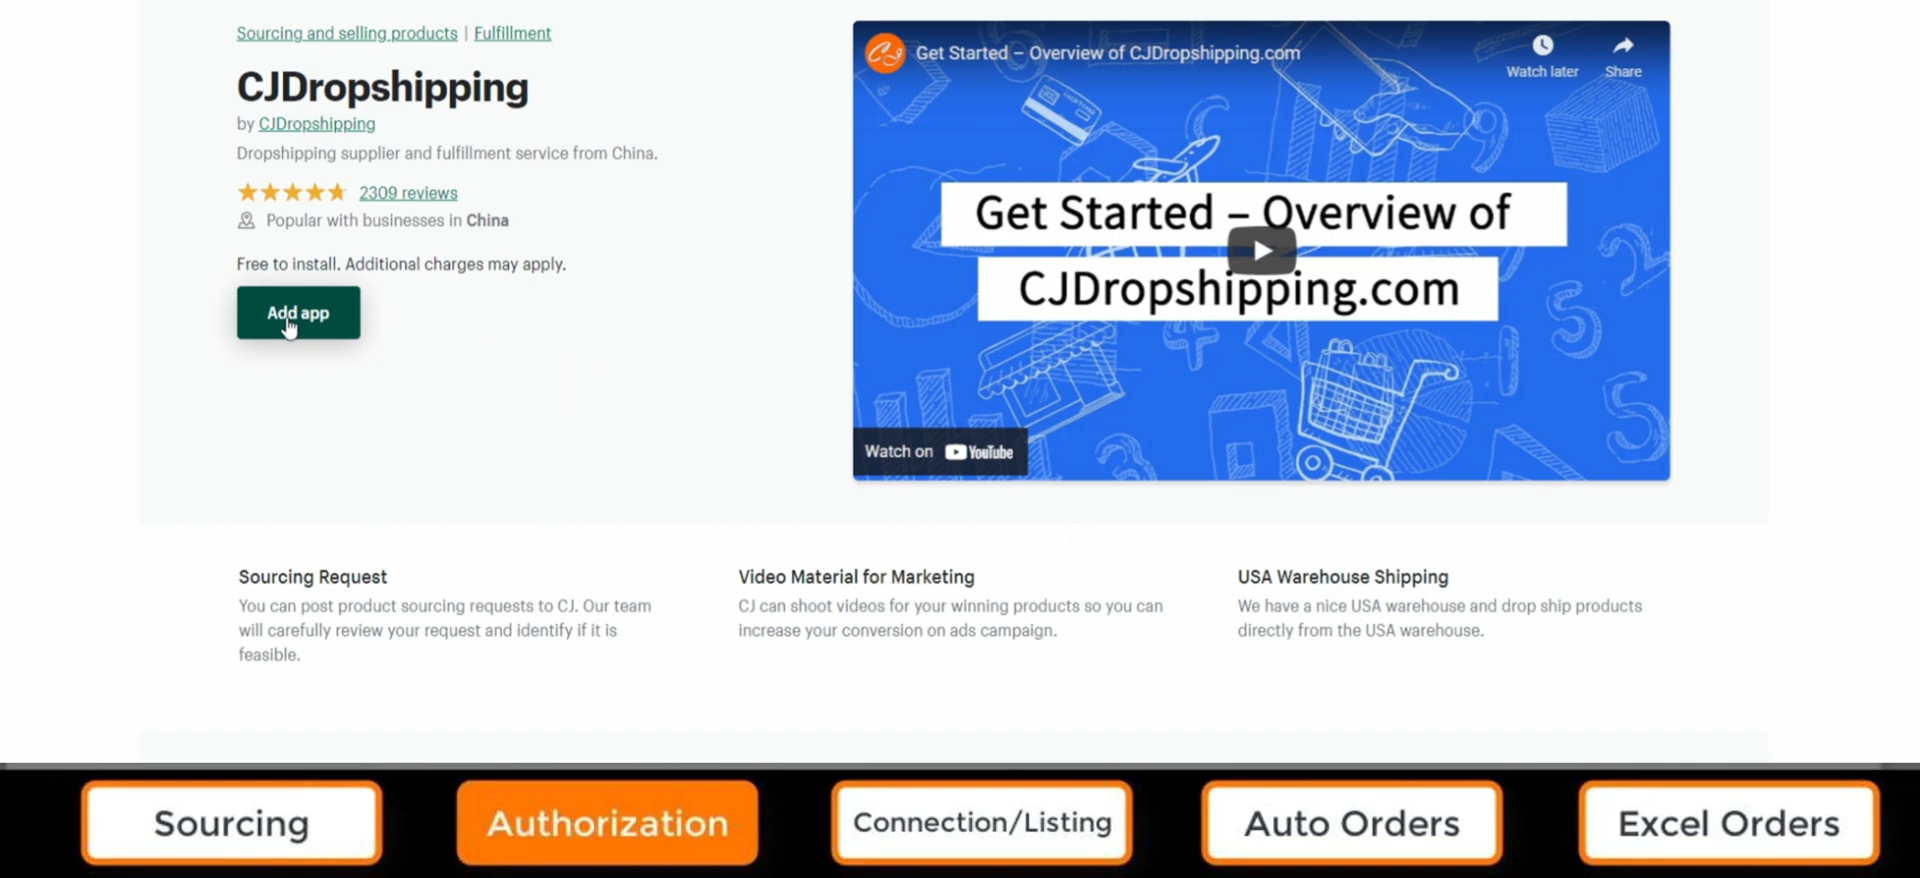 Sourcing and selling products | Fulfillment
CJDropshipping
by CJDropshipping
Dropshipping supplier and fulfillment service from China.
2309 reviews
Popular with businesses in China
Free to install. Additional charges may apply.
Add app
Get Started – Overview of CJDropshipping.com
Watch later
Share
Get Started – Overview of
CJDropshipping.com
Watch on YouTube
Sourcing Request
You can post product sourcing requests to CJ. Our team
will carefully review your request and identify if it is
feasible.
Video Material for Marketing
CJ can shoot videos for your winning products so you can
increase your conversion on ads campaign.
USA Warehouse Shipping
We have a nice USA warehouse and drop ship products
directly from the USA warehouse.
Sourcing
Authorization
Connection/Listing
Auto Orders
Excel Orders